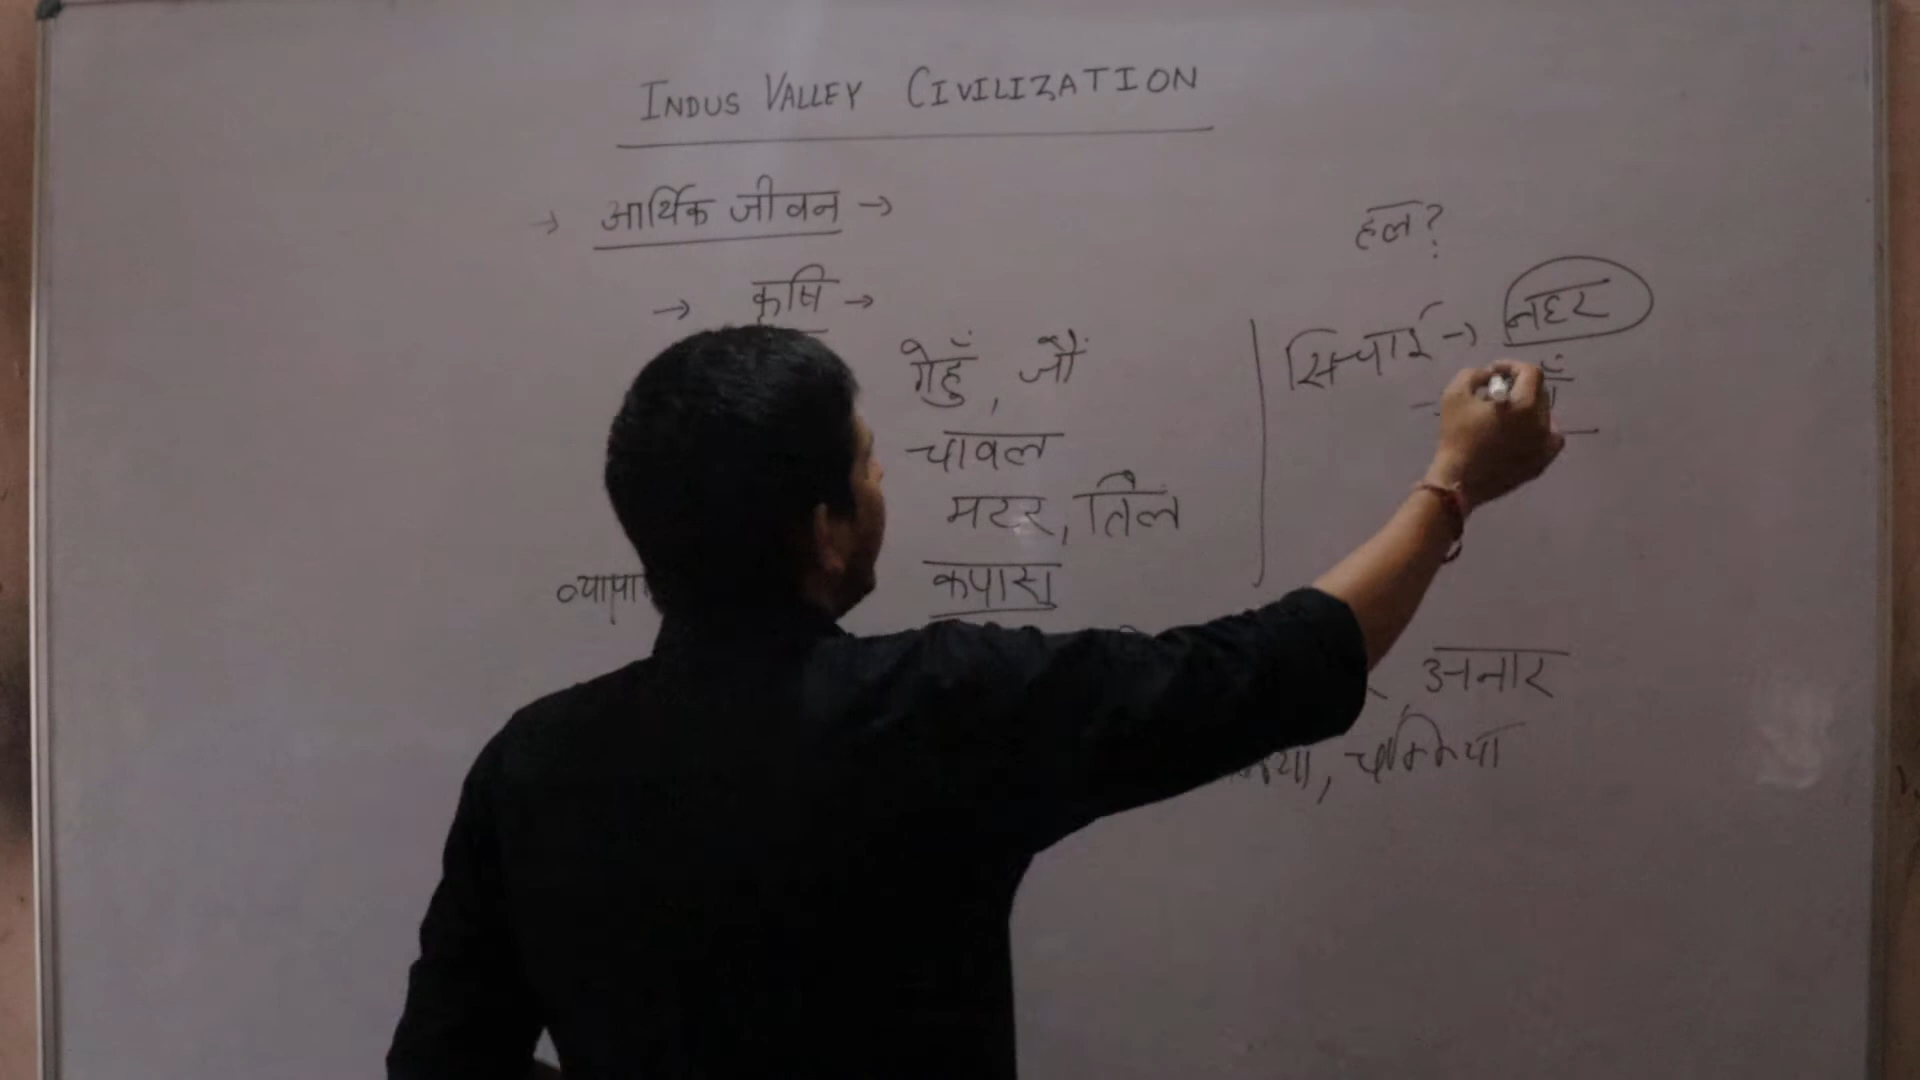 INDUS VALLEY CIVILIZATION
→ आर्थिक जीवन →
हल?
→ कृषि →
गेहूँ, जौ
चावल
मटर, तिल
कपास
सिंचाई → नहर
अनार